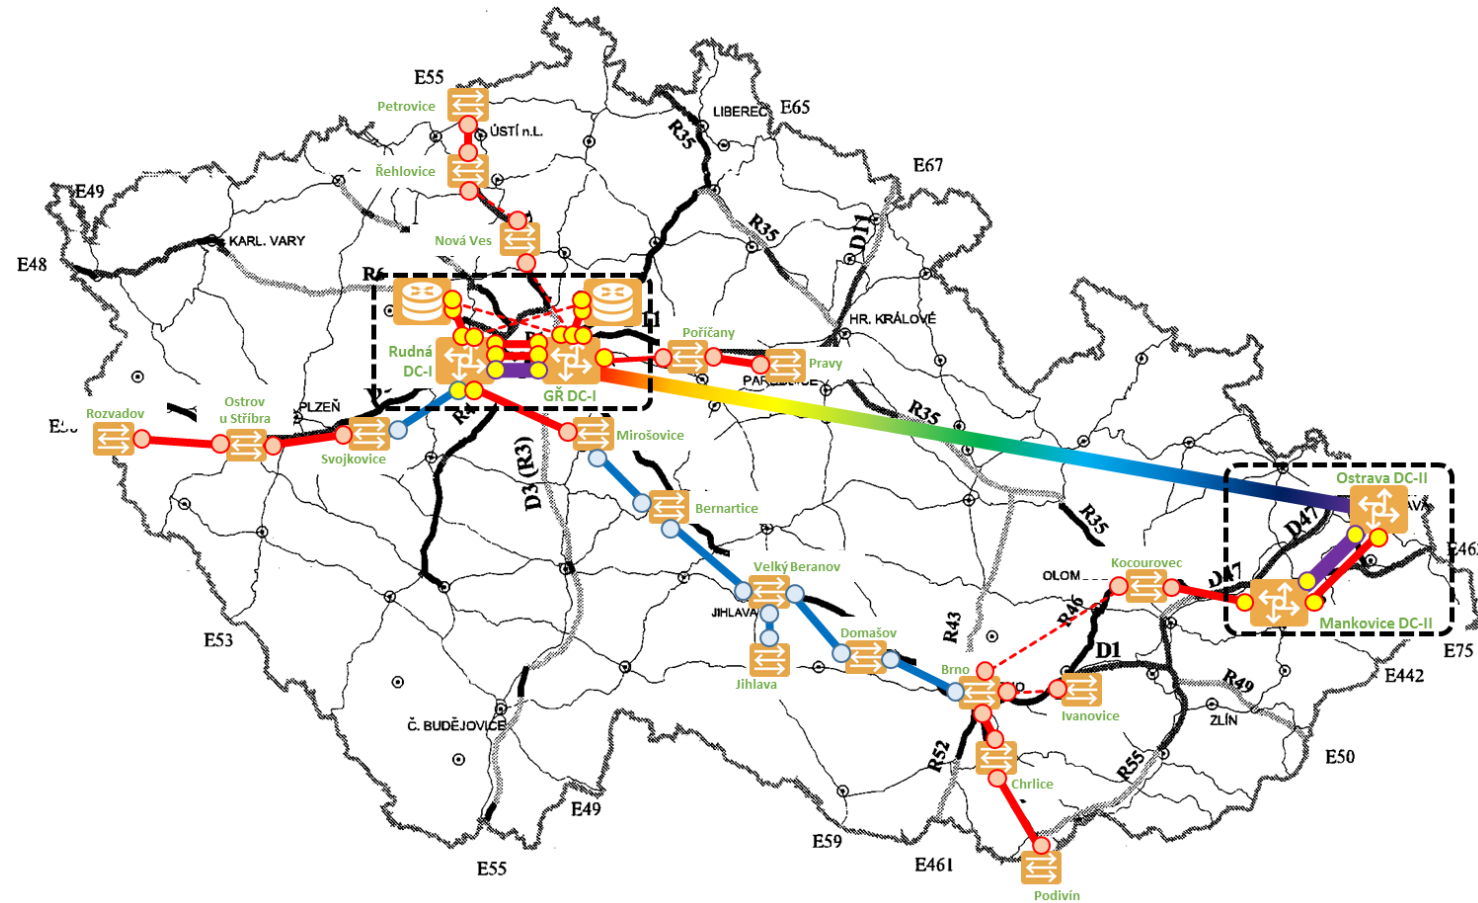 E55
Petrovice
ÚSTÍ n.L.
LIBEREC
E65
R35
Řehlovice
E67
E49
KARL. VARY
Nová Ves
R35
D11
E48
R6
HR. KRÁLOVÉ
Poříčany
Pravy
Rudná
DC-I
GŘ DC-I
PLZEŇ
Ostrov
u Stříbra
Rozvadov
Svojkovice
Mirošovice
R35
D3 (R3)
Bernartice
R35
Ostrava DC-II
D47
Kocourovec
OLOM
D47
R46
Velký Beranov
JIHLAVA
Jihlava
Domašov
R43
Brno
D1
Ivanovice
Mankovice DC-II
E75
E442
R49
ZLÍN
E53
Č. BUDĚJOVICE
R52
R55
E50
Chrlice
E49
E59
E461
E55
Podivín